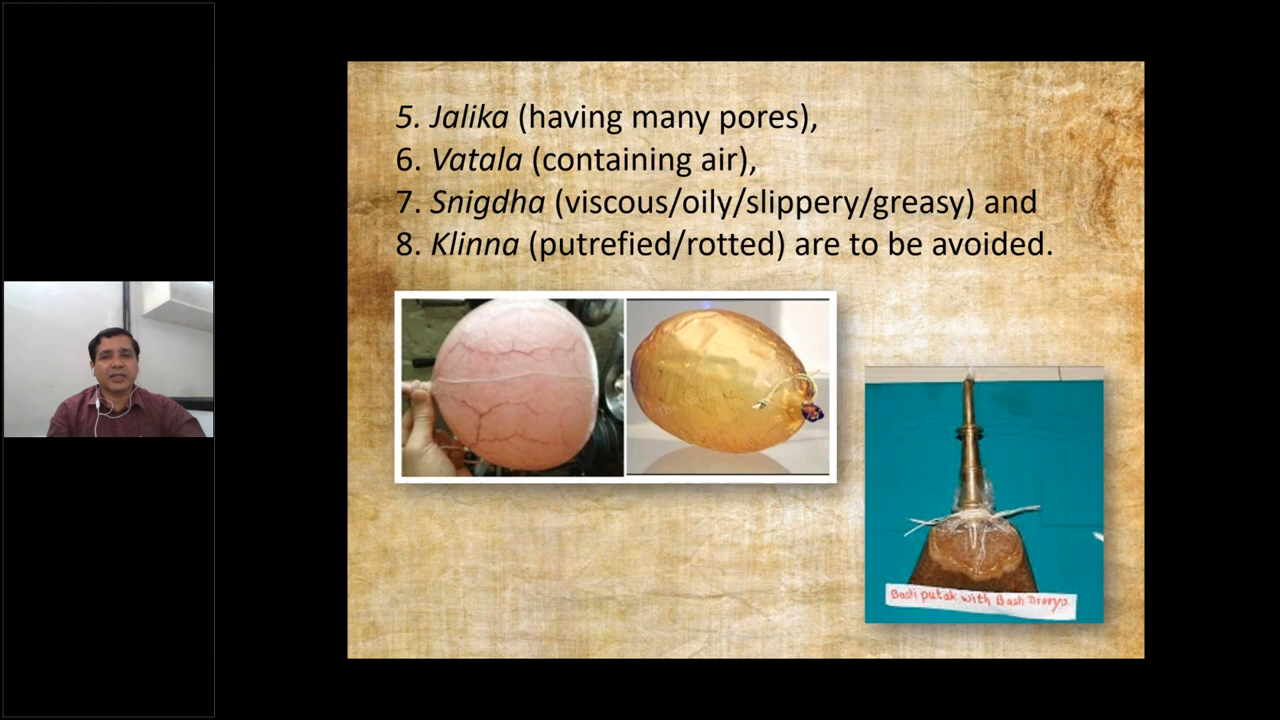 5. Jalika (having many pores),
6. Vatala (containing air),
7. Snigdha (viscous/oily/slippery/greasy) and
8. Klinna (putrefied/rotted) are to be avoided.
Basti putak with Basti Dravya